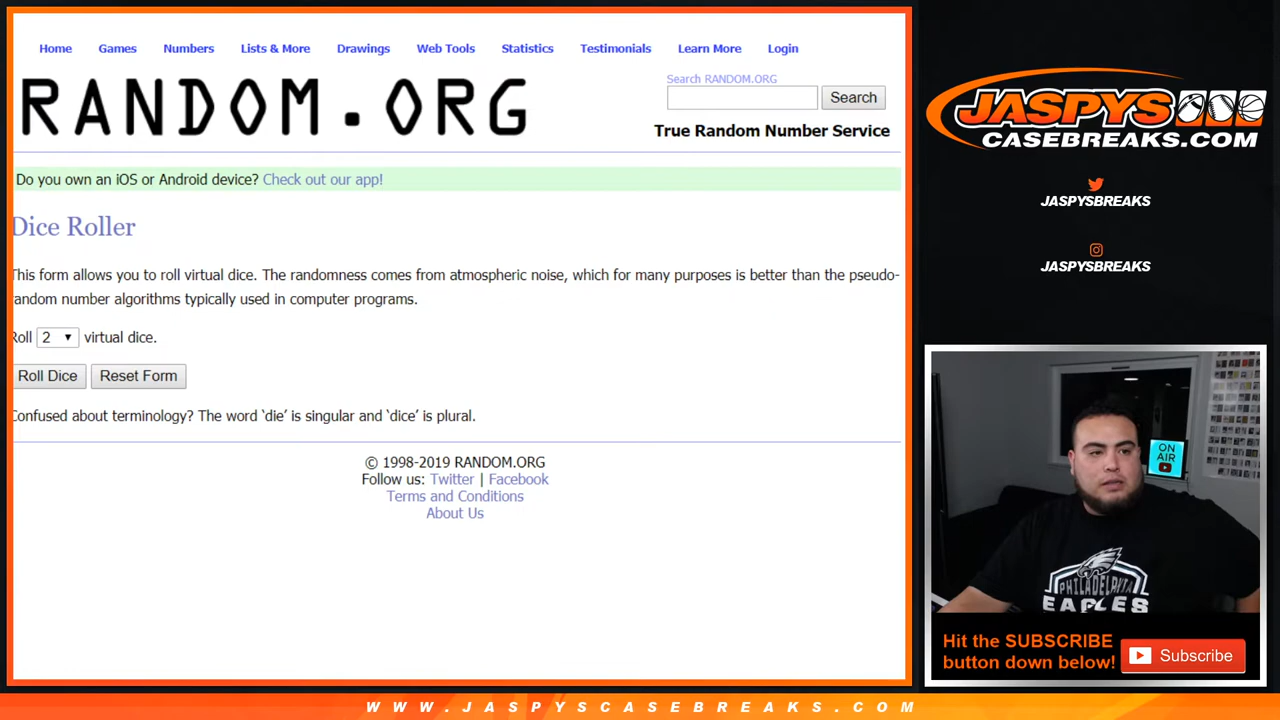 Home Games Numbers Lists & More Drawings Web Tools Statistics Testimonials Learn More Login
RANDOM.ORG
Search RANDOM.ORG
Search
True Random Number Service
Do you own an iOS or Android device? Check out our app!
Dice Roller
This form allows you to roll virtual dice. The randomness comes from atmospheric noise, which for many purposes is better than the pseudo-
random number algorithms typically used in computer programs.
Roll 2 virtual dice.
Roll Dice Reset Form
Confused about terminology? The word 'die' is singular and 'dice' is plural.
© 1998-2019 RANDOM.ORG
Follow us: Twitter | Facebook
Terms and Conditions
About Us
JASPYS
CASEBREAKS.COM
JASPYSBREAKS
JASPYSBREAKS
ON
AIR
PHILADELPHIA
EAGLES
Hit the SUBSCRIBE
button down below!
Subscribe
WWW.JASPYSCASEBREAKS.COM